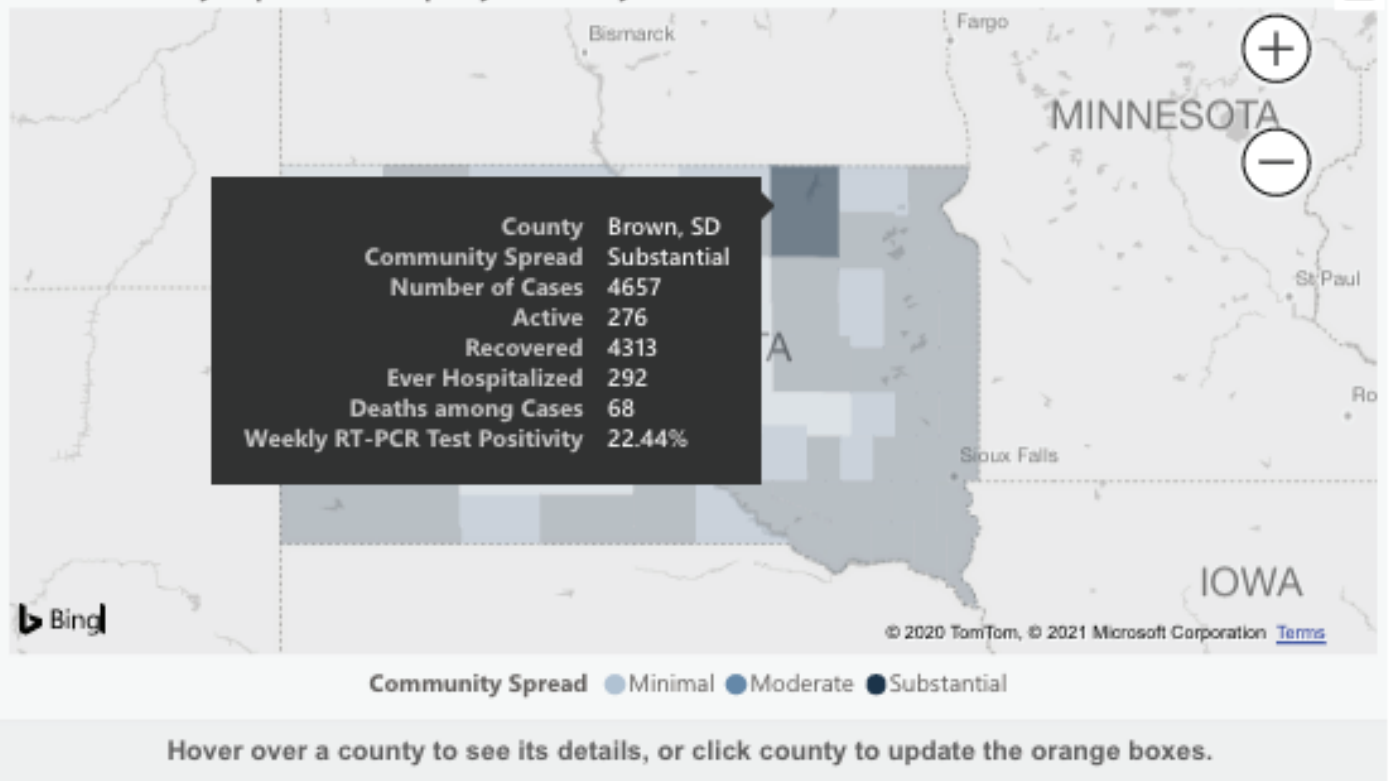 Bismarck
Fargo
MINNESOTA
County Brown, SD
Community Spread Substantial
Number of Cases 4657
Active 276
Recovered 4313
Ever Hospitalized 292
Deaths among Cases 68
Weekly RT-PCR Test Positivity 22.44%
TA
St Paul
Ro
Sioux Falls
IOWA
Bing
© 2020 TomTom, © 2021 Microsoft Corporation Terms
Community Spread Minimal Moderate Substantial
Hover over a county to see its details, or click county to update the orange boxes.